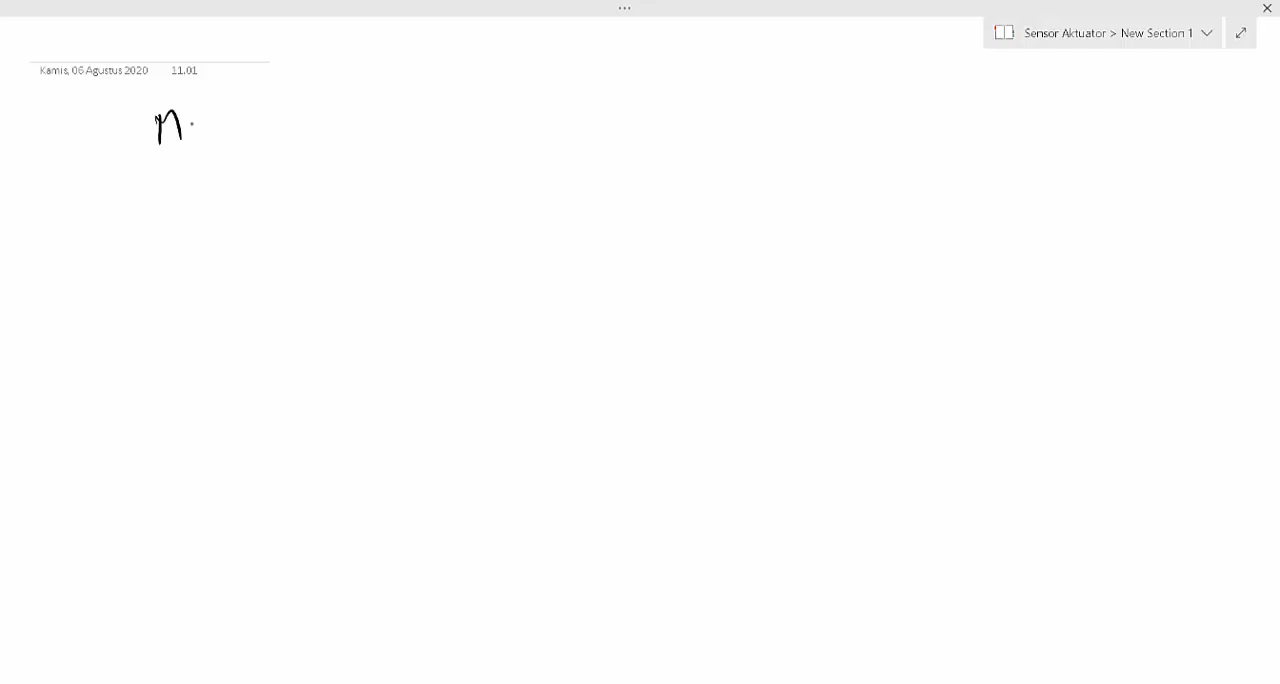 Sensor Aktuator > New Section 1
Kamis, 06 Agustus 2020 11.01
n